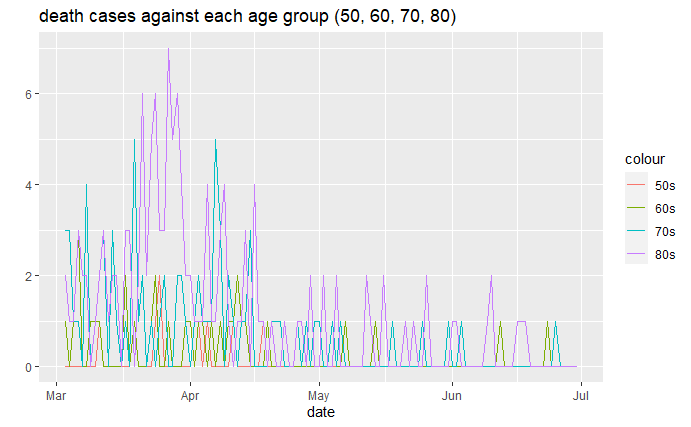 death cases against each age group (50, 60, 70, 80)
6
4
2
0
Mar
Apr
May
Jun
Jul
date
colour
50s
60s
70s
80s